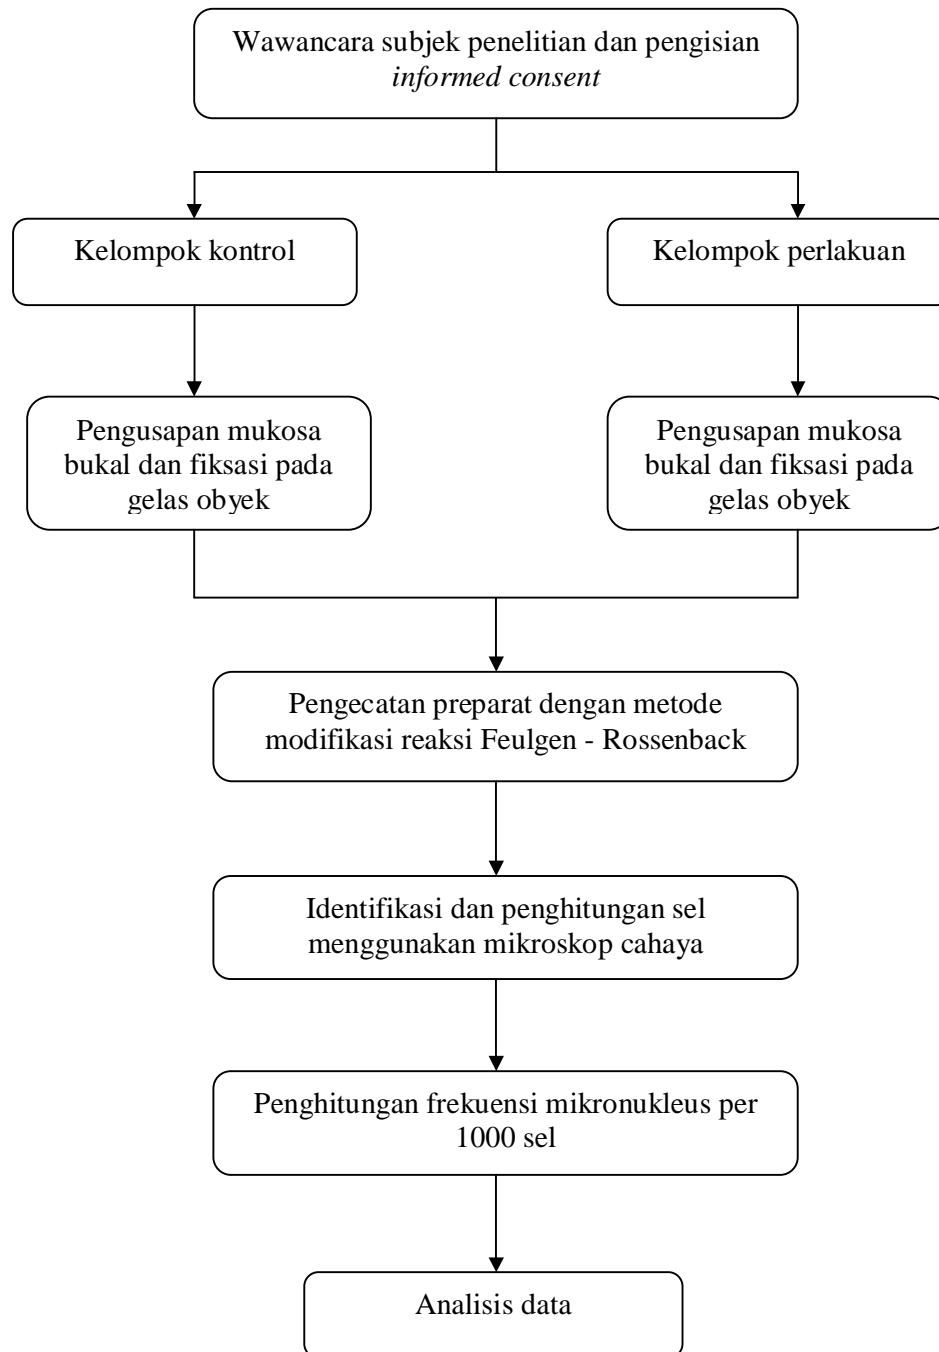 Wawancara subjek penelitian dan pengisian
informed consent
Kelompok kontrol
Kelompok perlakuan
Pengusapan mukosa
bukal dan fiksasi pada
gelas obyek
Pengusapan mukosa
bukal dan fiksasi pada
gelas obyek
Pengecatan preparat dengan metode
modifikasi reaksi Feulgen - Rossenback
Identifikasi dan penghitungan sel
menggunakan mikroskop cahaya
Penghitungan frekuensi mikronukleus per
1000 sel
Analisis data